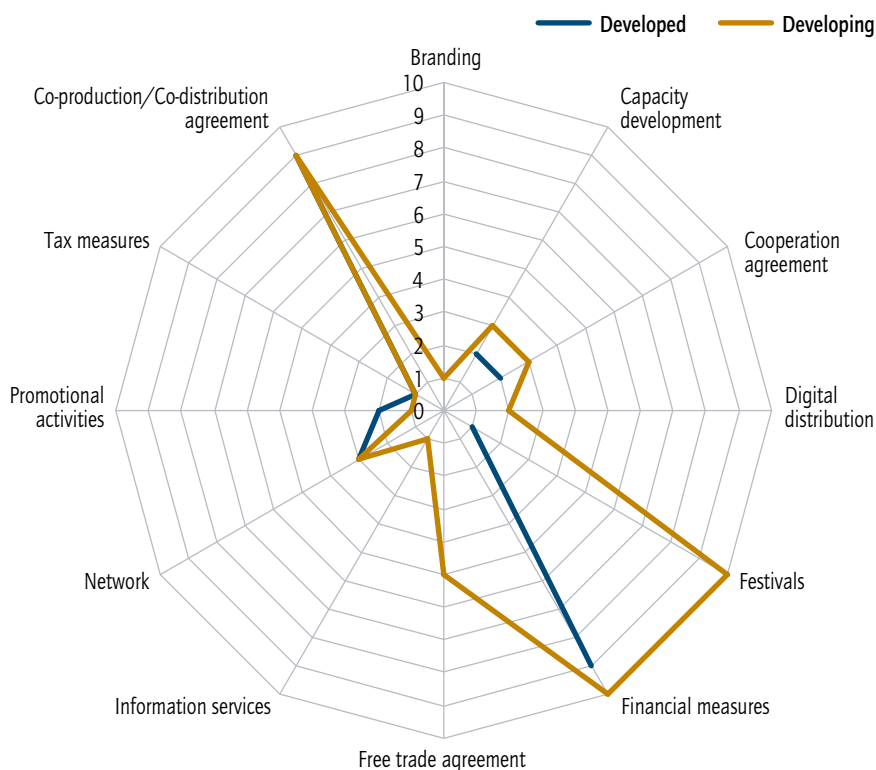 Developed
Developing
Branding
Co-production/Co-distribution
agreement
Capacity
development
10
9
8
7
6
5
4
3
2
1
0
Tax measures
Cooperation
agreement
Promotional
activities
Digital
distribution
Network
Festivals
Information services
Financial measures
Free trade agreement